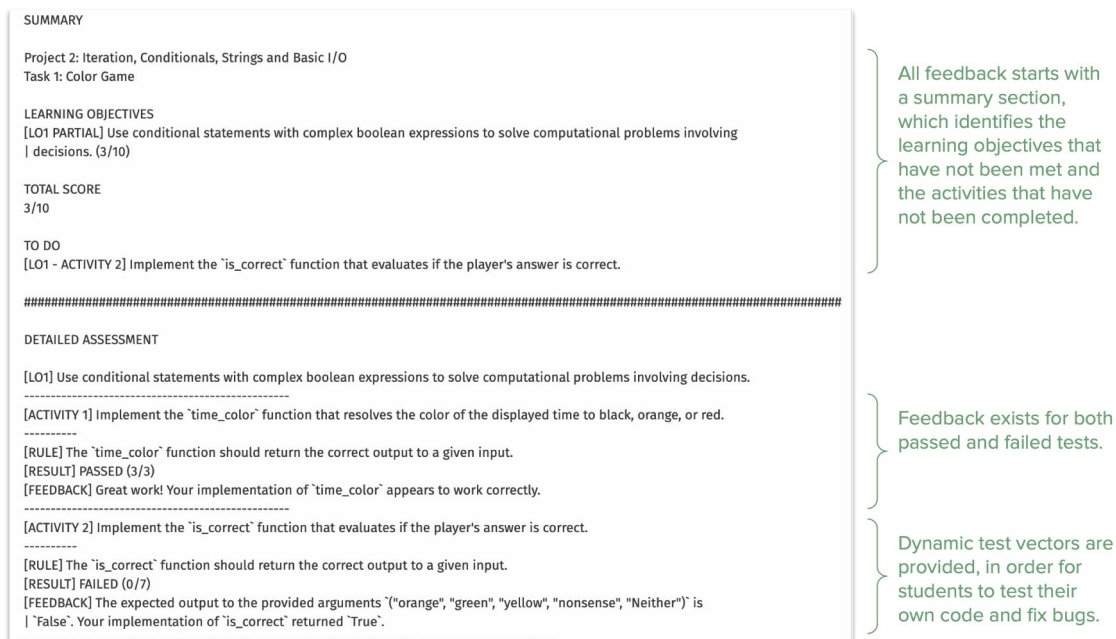 SUMMARY
Project 2: Iteration, Conditionals, Strings and Basic I/O
Task 1: Color Game
LEARNING OBJECTIVES
[LO1 PARTIAL] Use conditional statements with complex boolean expressions to solve computational problems involving
| decisions. (3/10)
TOTAL SCORE
3/10
TO DO
[LO1 - ACTIVITY 2] Implement the `is_correct` function that evaluates if the player's answer is correct.
########################################################################################################################
DETAILED ASSESSMENT
[LO1] Use conditional statements with complex boolean expressions to solve computational problems involving decisions.
--------------------------------------------------
[ACTIVITY 1] Implement the `time_color` function that resolves the color of the displayed time to black, orange, or red.
----------
[RULE] The `time_color` function should return the correct output to a given input.
[RESULT] PASSED (3/3)
[FEEDBACK] Great work! Your implementation of `time_color` appears to work correctly.
--------------------------------------------------
[ACTIVITY 2] Implement the `is_correct` function that evaluates if the player's answer is correct.
----------
[RULE] The `is_correct` function should return the correct output to a given input.
[RESULT] FAILED (0/7)
[FEEDBACK] The expected output to the provided arguments `("orange", "green", "yellow", "nonsense", "Neither")` is
| `False`. Your implementation of `is_correct` returned `True`.
All feedback starts with
a summary section,
which identifies the
learning objectives that
have not been met and
the activities that have
not been completed.
Feedback exists for both
passed and failed tests.
Dynamic test vectors are
provided, in order for
students to test their
own code and fix bugs.